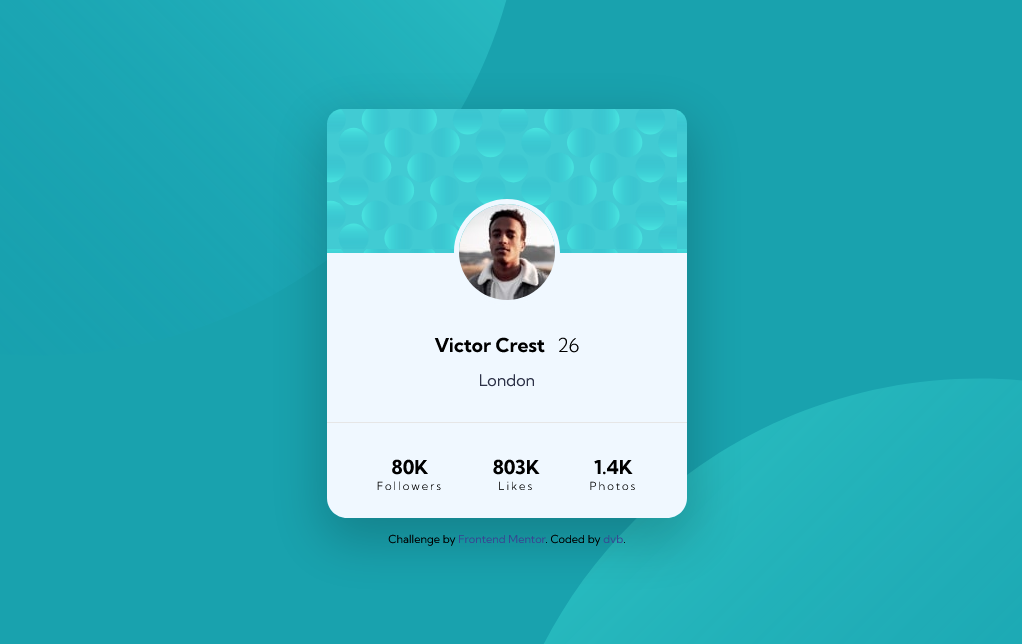 Victor Crest 26
London
80K 803K 1.4K
Followers Likes Photos
Challenge by Frontend Mentor. Coded by dvb.